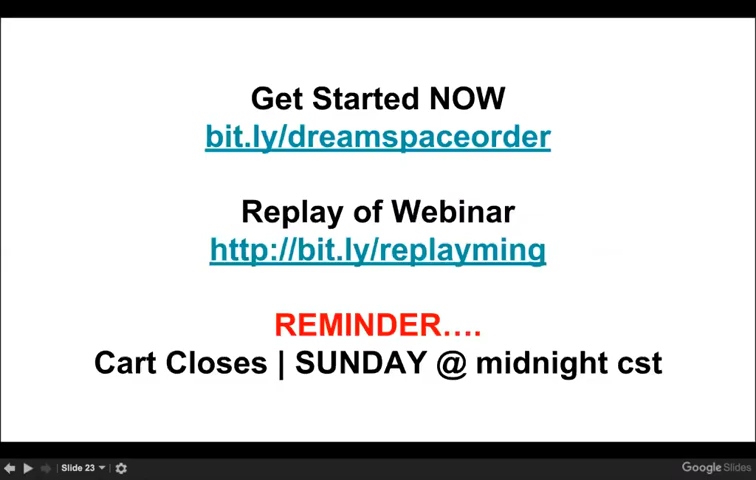 Get Started NOW
bit.ly/dreamspaceorder
Replay of Webinar
http://bit.ly/replayming
REMINDER....
Cart Closes | SUNDAY @ midnight cst
Slide 23
Google Slides